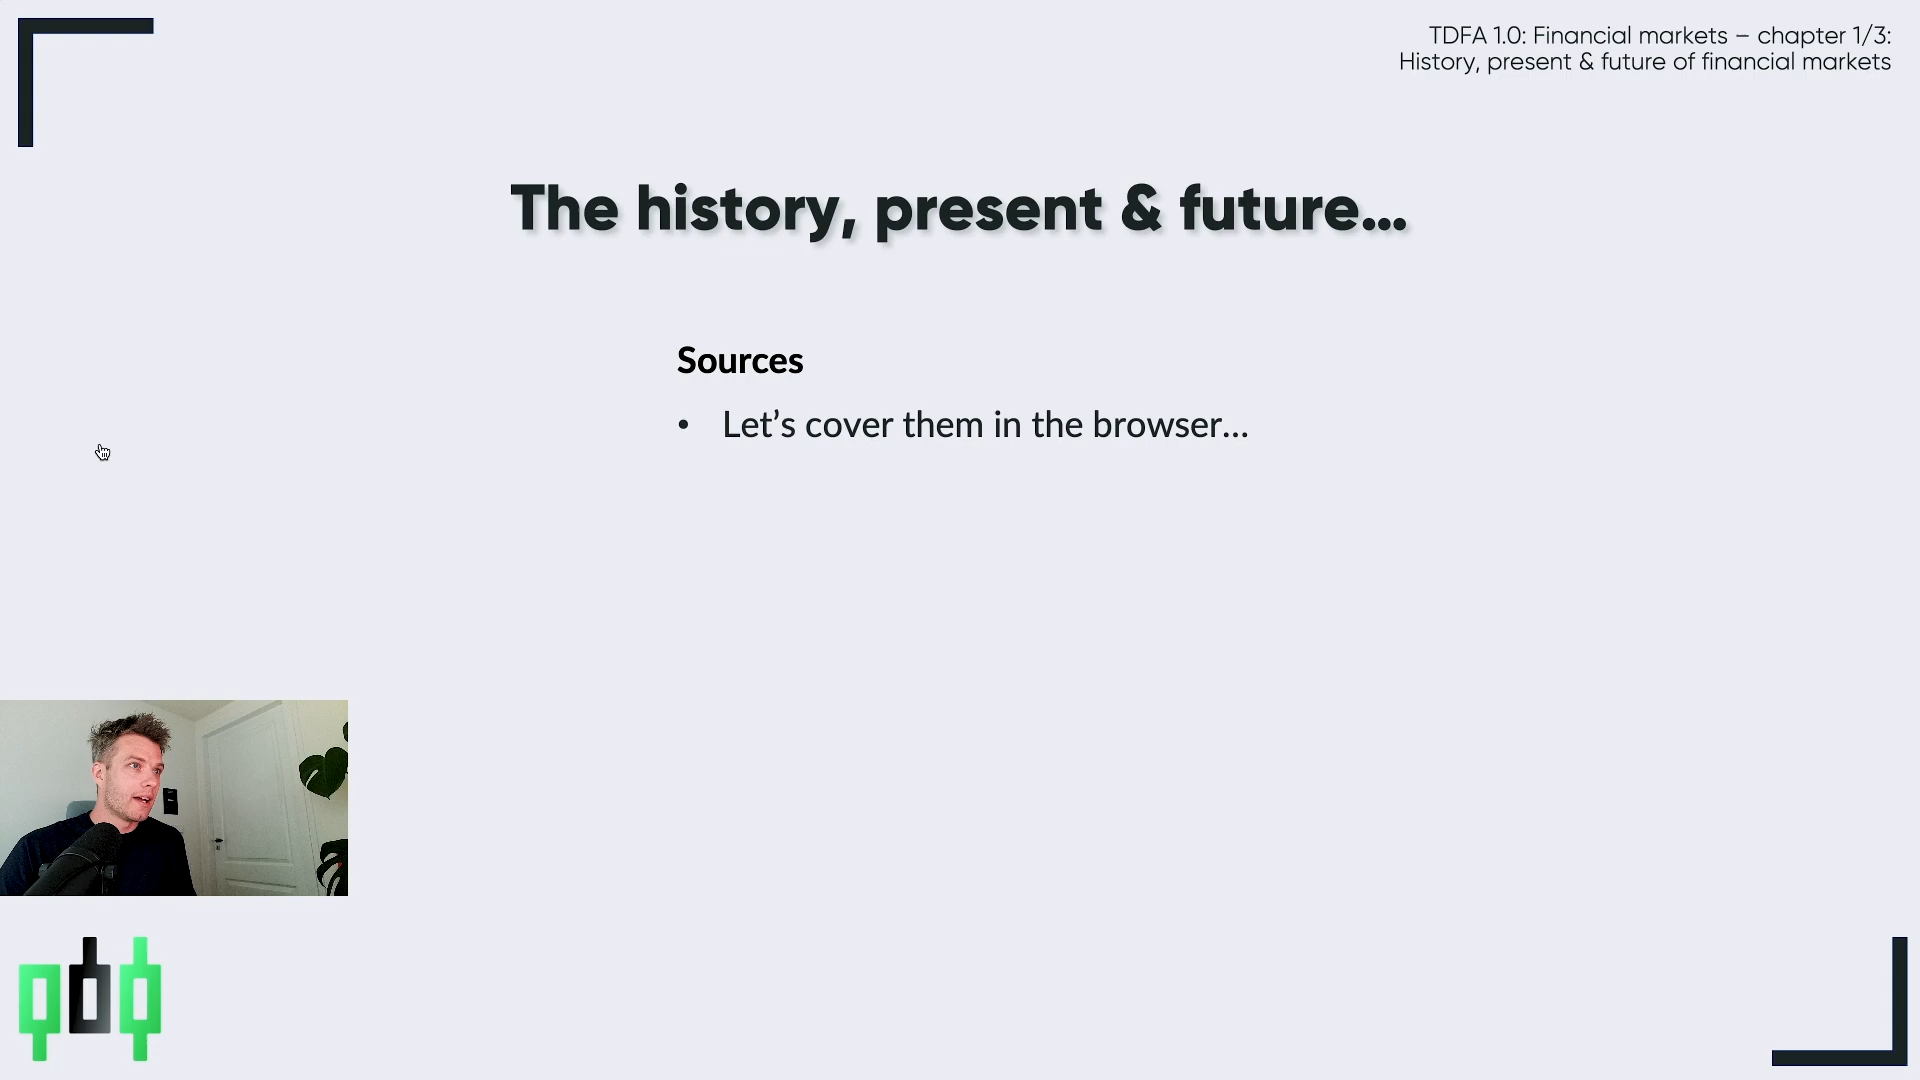 TDFA 1.0: Financial markets – chapter 1/3:
History, present & future of financial markets
The history, present & future...
Sources
• Let’s cover them in the browser...